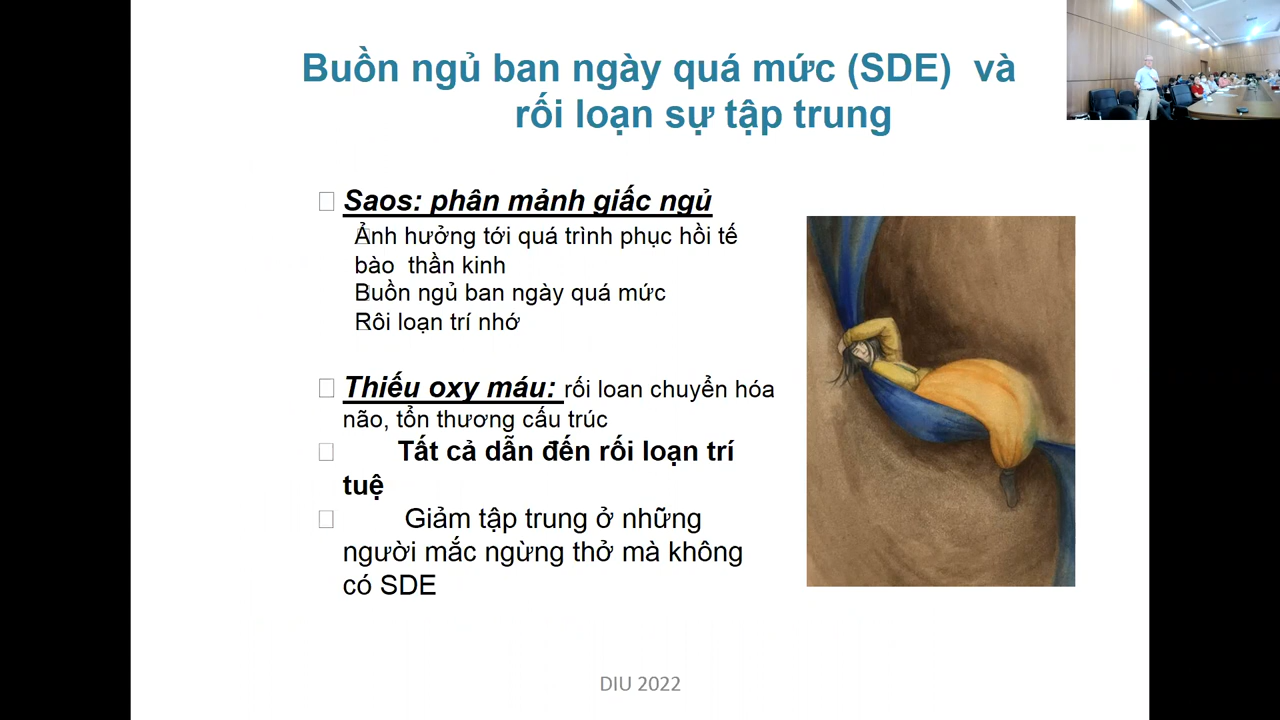 Buồn ngủ ban ngày quá mức (SDE) và
rối loạn sự tập trung
Saos: phân mảnh giấc ngủ
Ảnh hưởng tới quá trình phục hồi tế
bào thần kinh
Buồn ngủ ban ngày quá mức
Rôi loạn trí nhớ
Thiếu oxy máu: rối loan chuyển hóa
não, tổn thương cấu trúc
Tất cả dẫn đến rối loạn trí
tuệ
Giảm tập trung ở những
người mắc ngừng thở mà không
có SDE
DIU 2022